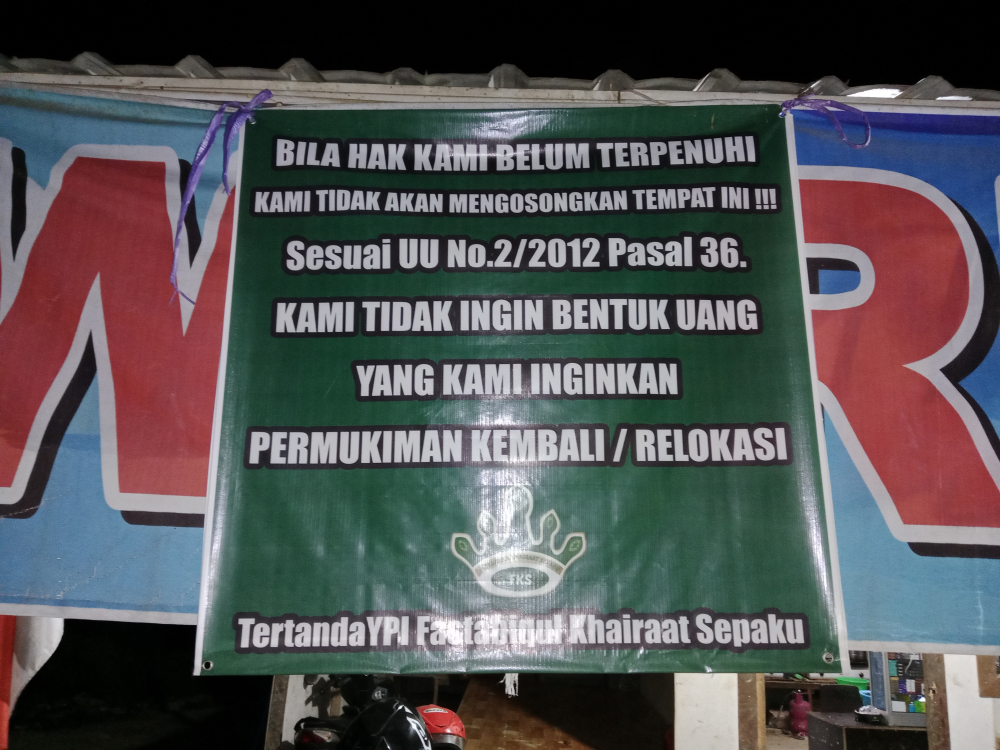 BILA HAK KAMI BELUM TERPENUHI
KAMI TIDAK AKAN MENGOSONGKAN TEMPAT INI !!!
Sesuai UU No.2/2012 Pasal 36.
KAMI TIDAK INGIN BENTUK UANG
YANG KAMI INGINKAN
PERMUKIMAN KEMBALI / RELOKASI
FKS
TertandaYPI Fastabiqul Khairaat Sepaku
W R